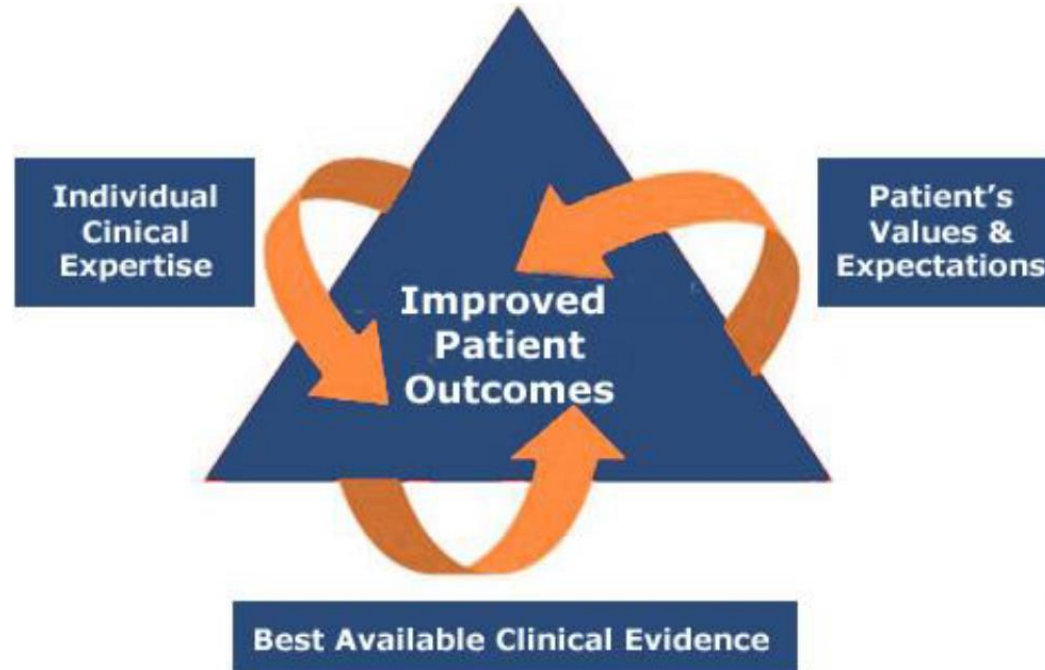 Individual
Cinical
Expertise
Patient's
Values &
Expectations
Improved
Patient
Outcomes
Best Available Clinical Evidence